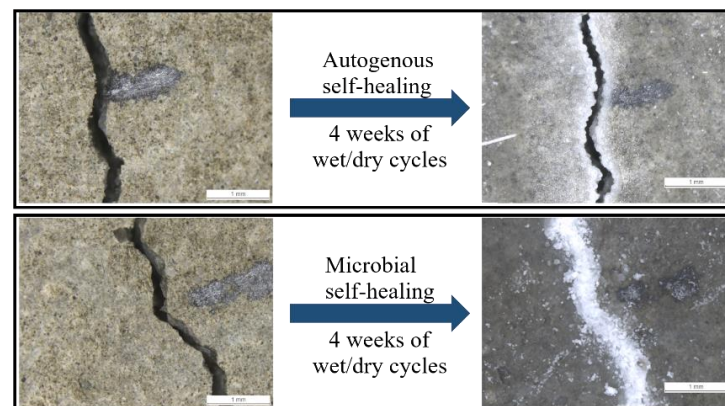 Autogenous
self-healing
4 weeks of
wet/dry cycles
1 mm
1 mm
Microbial
self-healing
4 weeks of
wet/dry cycles
1 mm
1 mm